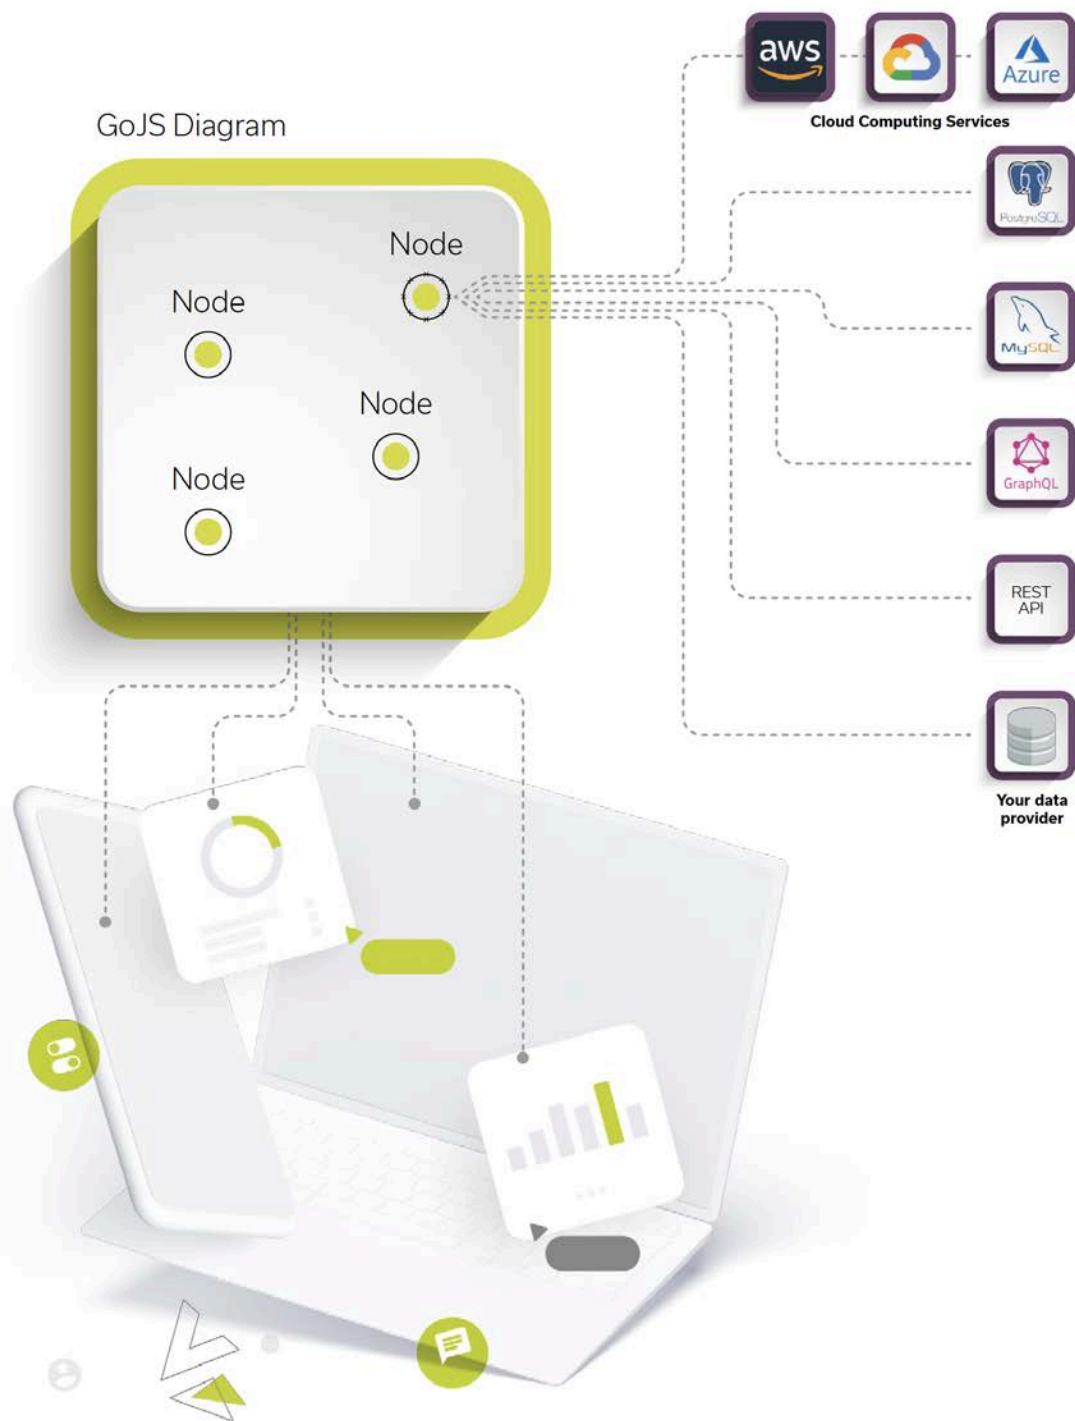 aws
Azure
Cloud Computing Services
GoJS Diagram
PostgreSQL
Node
Node
MySQL
Node
Node
GraphQL
REST
API
Your data
provider